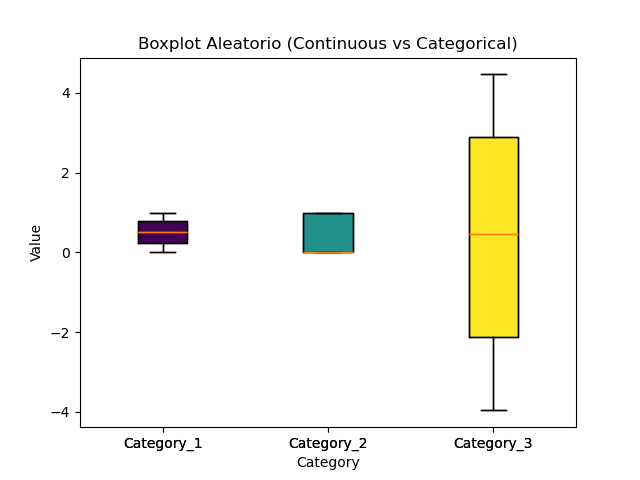 Boxplot Aleatorio (Continuous vs Categorical)
Value
4
2
0
−2
−4
Category_1 Category_2 Category_3
Category